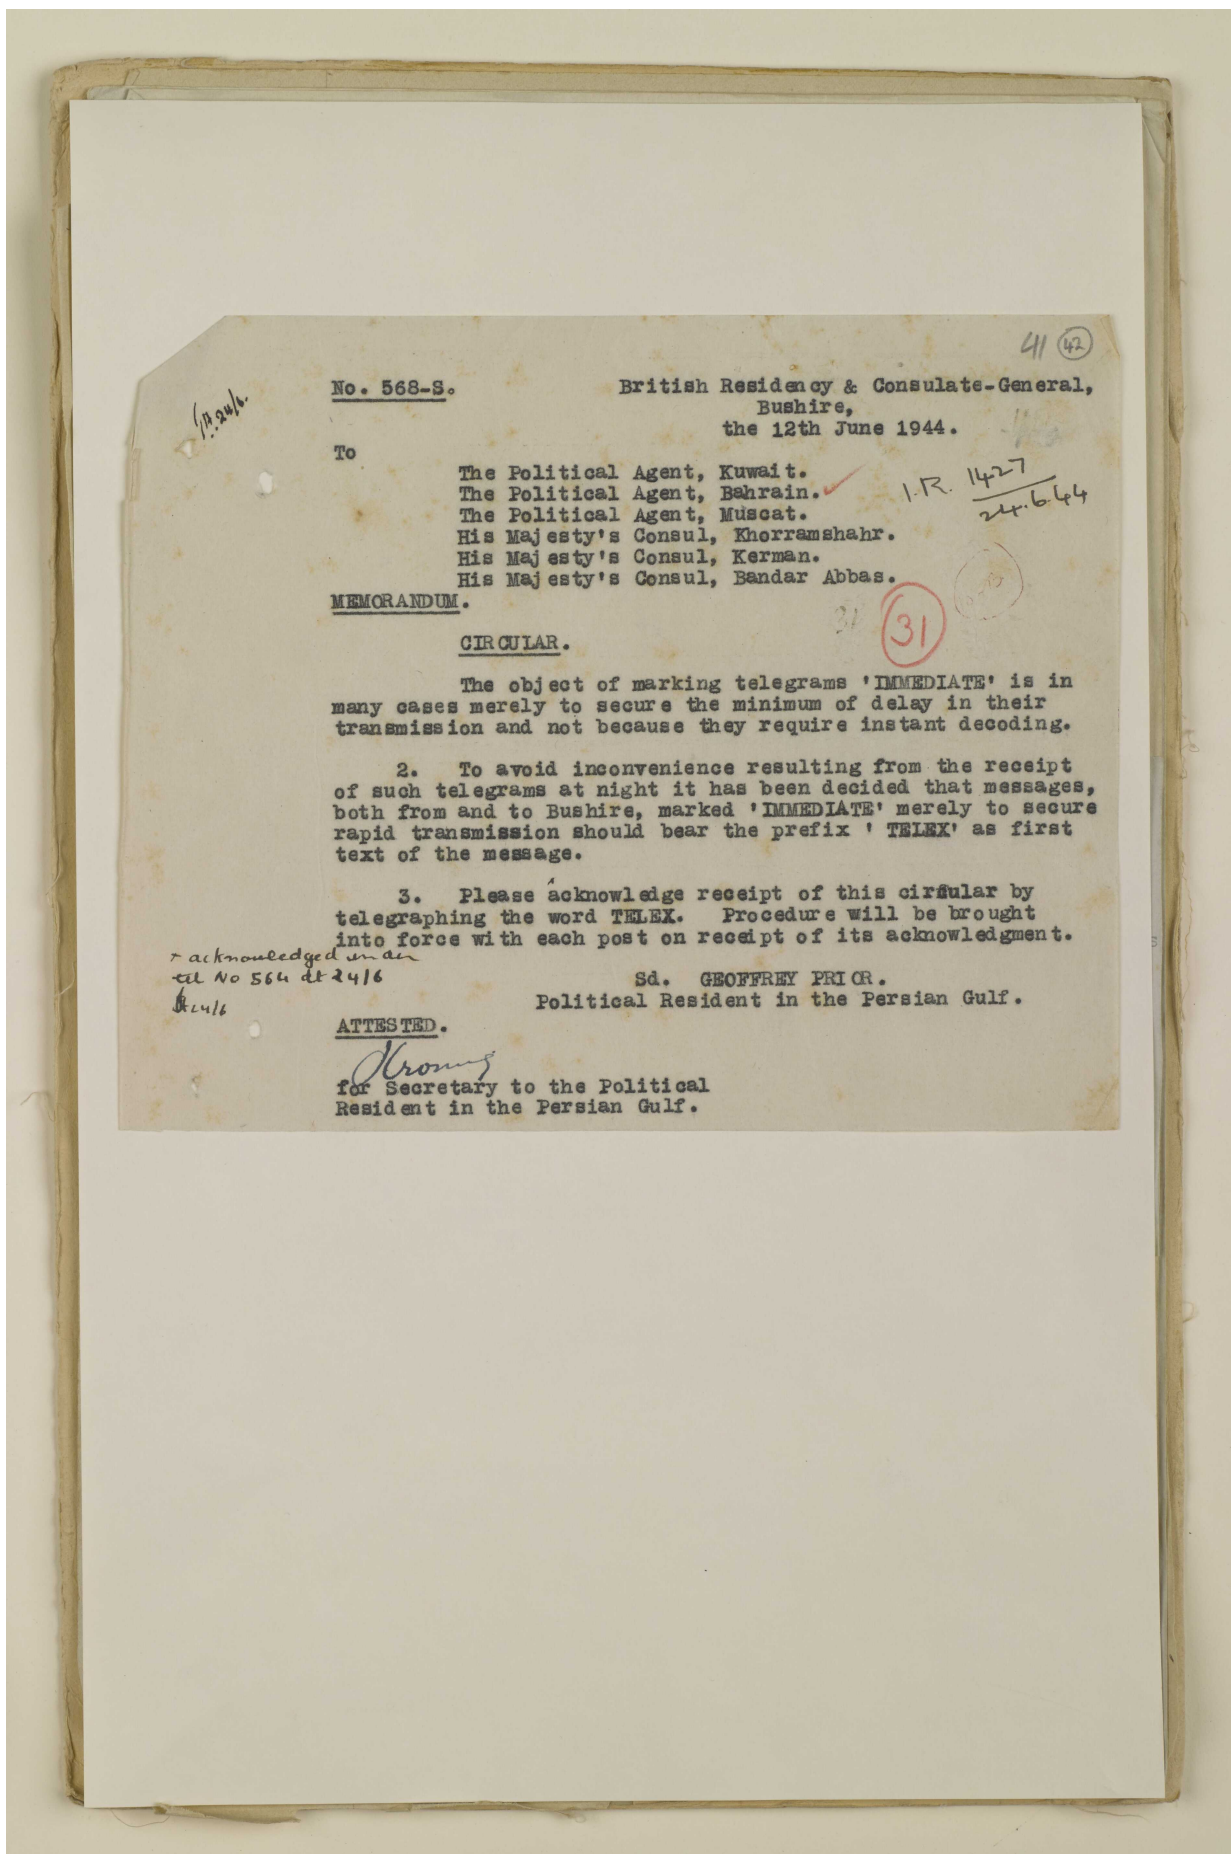 41 42
No. 568-S. British Residency & Consulate-General,
Bushire,
the 12th June 1944.
24/6.
To
The Political Agent, Kuwait.
The Political Agent, Bahrain.
The Political Agent, Muscat.
His Majesty's Consul, Khorramshahr.
His Majesty's Consul, Kerman.
His Majesty's Consul, Bandar Abbas.
I.R. 1427
24.6.44
MEMORANDUM.
31 31
CIRCULAR.
The object of marking telegrams 'IMMEDIATE' is in
many cases merely to secure the minimum of delay in their
transmission and not because they require instant decoding.
2. To avoid inconvenience resulting from the receipt
of such telegrams at night it has been decided that messages,
both from and to Bushire, marked 'IMMEDIATE' merely to secure
rapid transmission should bear the prefix ' TELEX' as first
text of the message.
3. Please acknowledge receipt of this circular by
telegraphing the word TELEX. Procedure will be brought
into force with each post on receipt of its acknowledgment.
+ acknowledged under
tel No 564 dt 24/6
24/6
Sd. GEOFFREY PRIOR.
Political Resident in the Persian Gulf.
ATTESTED.
for Secretary to the Political
Resident in the Persian Gulf.